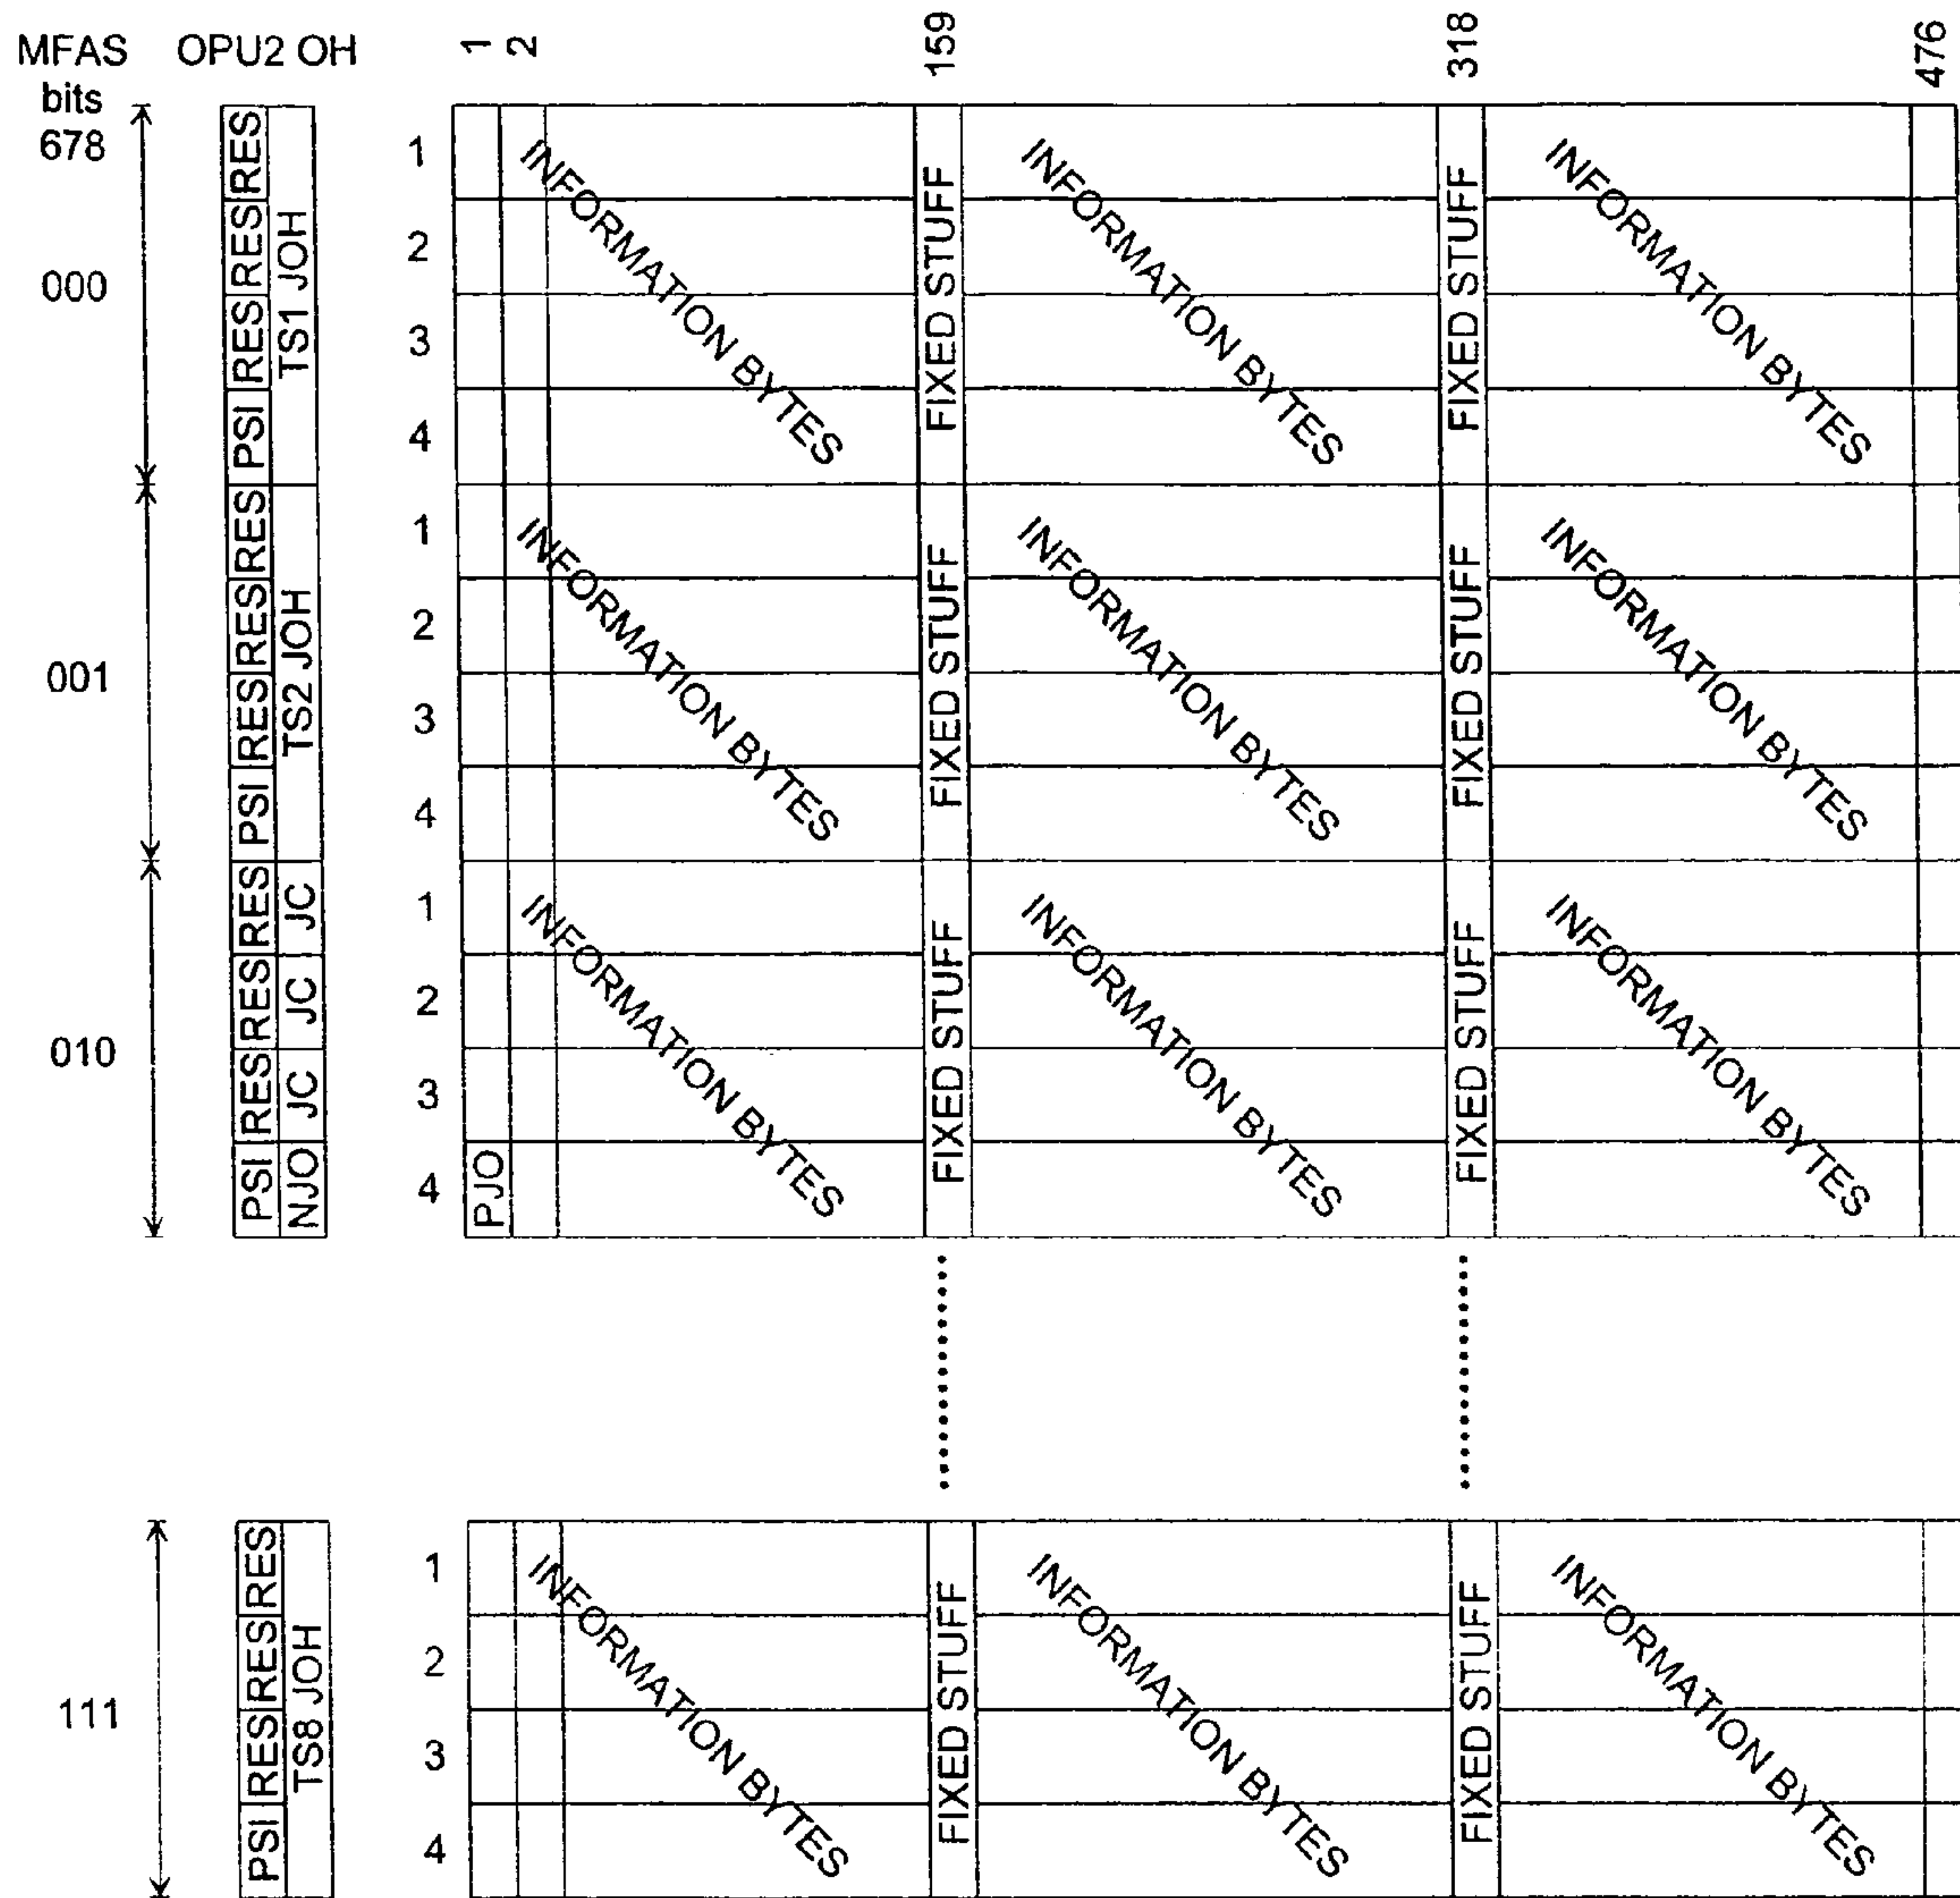 MFAS OPU2 OH 1 2 159 318 476
bits
678
000
RES RES RES PSI
TS1 JOH
1
2
3
4
INFORMATION BYTES
FIXED STUFF
INFORMATION BYTES
FIXED STUFF
INFORMATION BYTES
001
RES RES RES PSI
TS2 JOH
1
2
3
4
INFORMATION BYTES
FIXED STUFF
INFORMATION BYTES
FIXED STUFF
INFORMATION BYTES
010
PSI RES RES RES
NJO JC JC JC
1
2
3
4
PJO
INFORMATION BYTES
FIXED STUFF
INFORMATION BYTES
FIXED STUFF
INFORMATION BYTES
111
PSI RES RES RES
TS8 JOH
1
2
3
4
INFORMATION BYTES
FIXED STUFF
INFORMATION BYTES
FIXED STUFF
INFORMATION BYTES